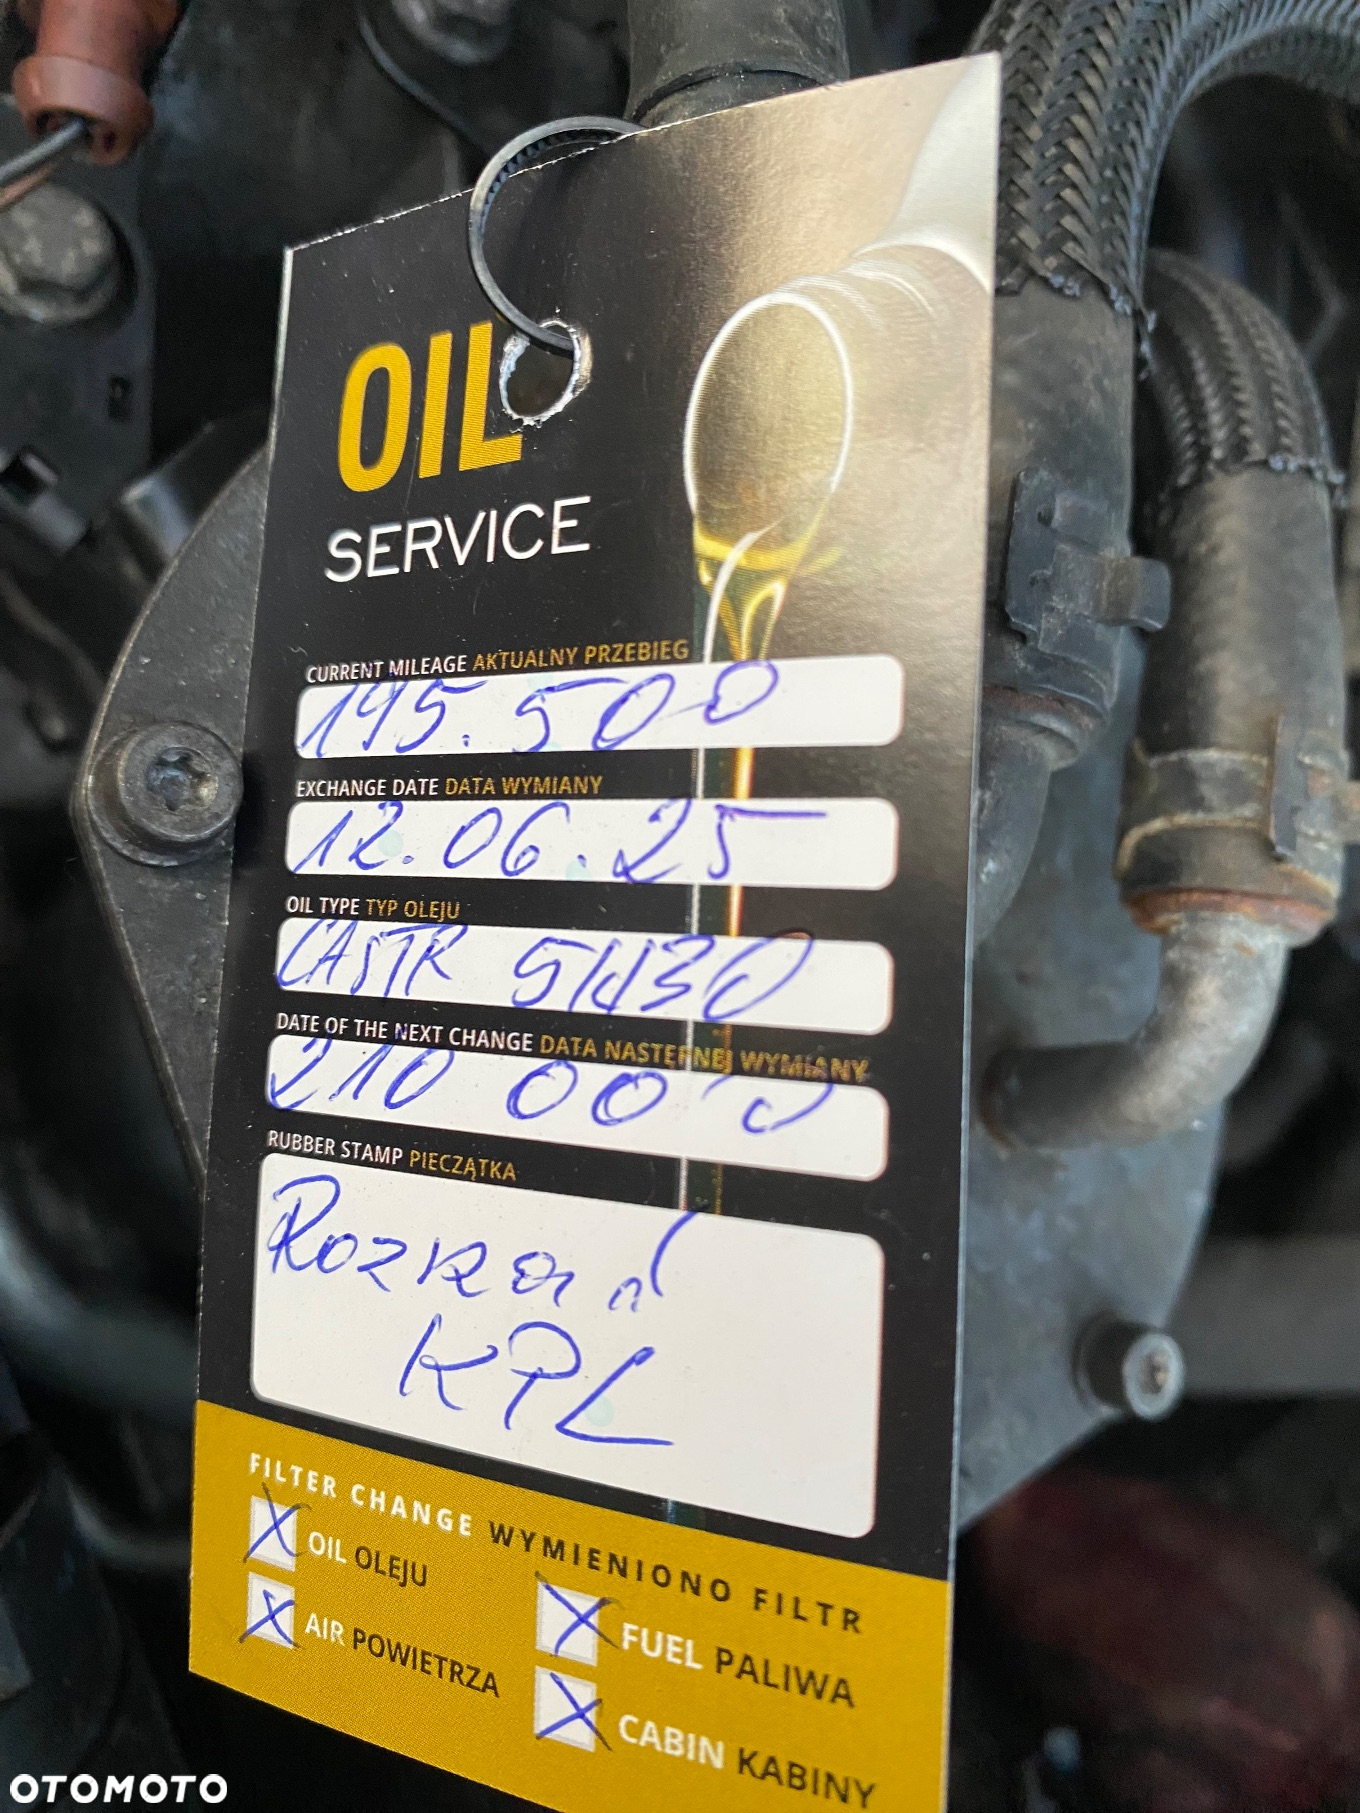 OIL
SERVICE
CURRENT MILEAGE AKTUALNY PRZEBIEG
195.500
EXCHANGE DATE DATA WYMIANY
12.06.25
OIL TYPE TYP OLEJU
CASTR 5W30
DATE OF THE NEXT CHANGE DATA NASTĘPNEJ WYMIANY
210 000
RUBBER STAMP PIECZĄTKA
KPL
FILTER CHANGE WYMIENIONO FILTR
X OIL OLEJU
X AIR POWIETRZA
X FUEL PALIWA
X CABIN KABINY
OTOMOTO